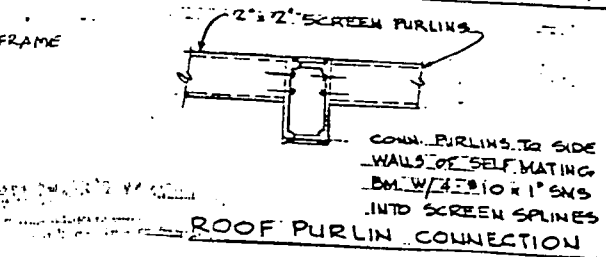 2" x 2" SCREEN PURLINS
FRAME
CONN. PURLINS TO SIDE
WALLS OF SELF MATING
BM W/4-#10 x 1" SMS
INTO SCREEN SPLINES
ROOF PURLIN CONNECTION